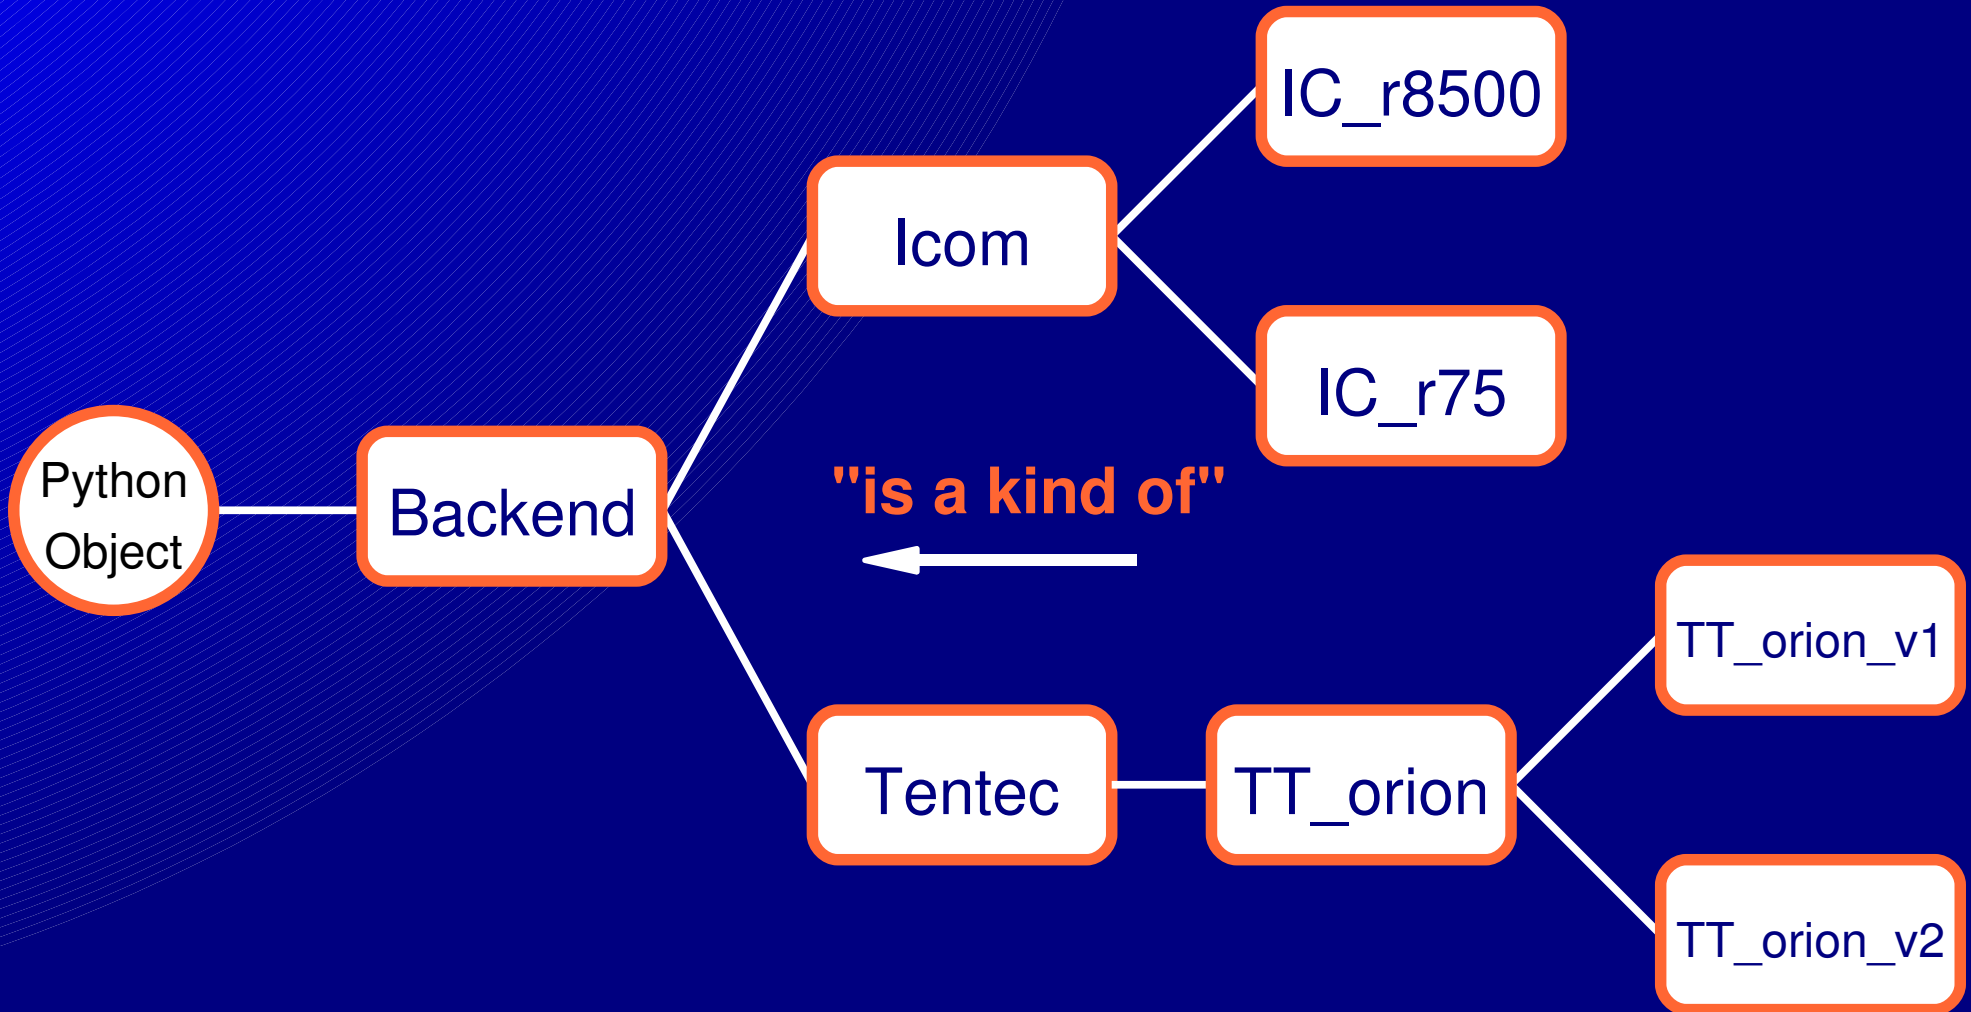 IC_r8500
Icom
IC_r75
"is a kind of"
Python
Object
Backend
TT_orion_v1
Tentec
TT_orion
TT_orion_v2